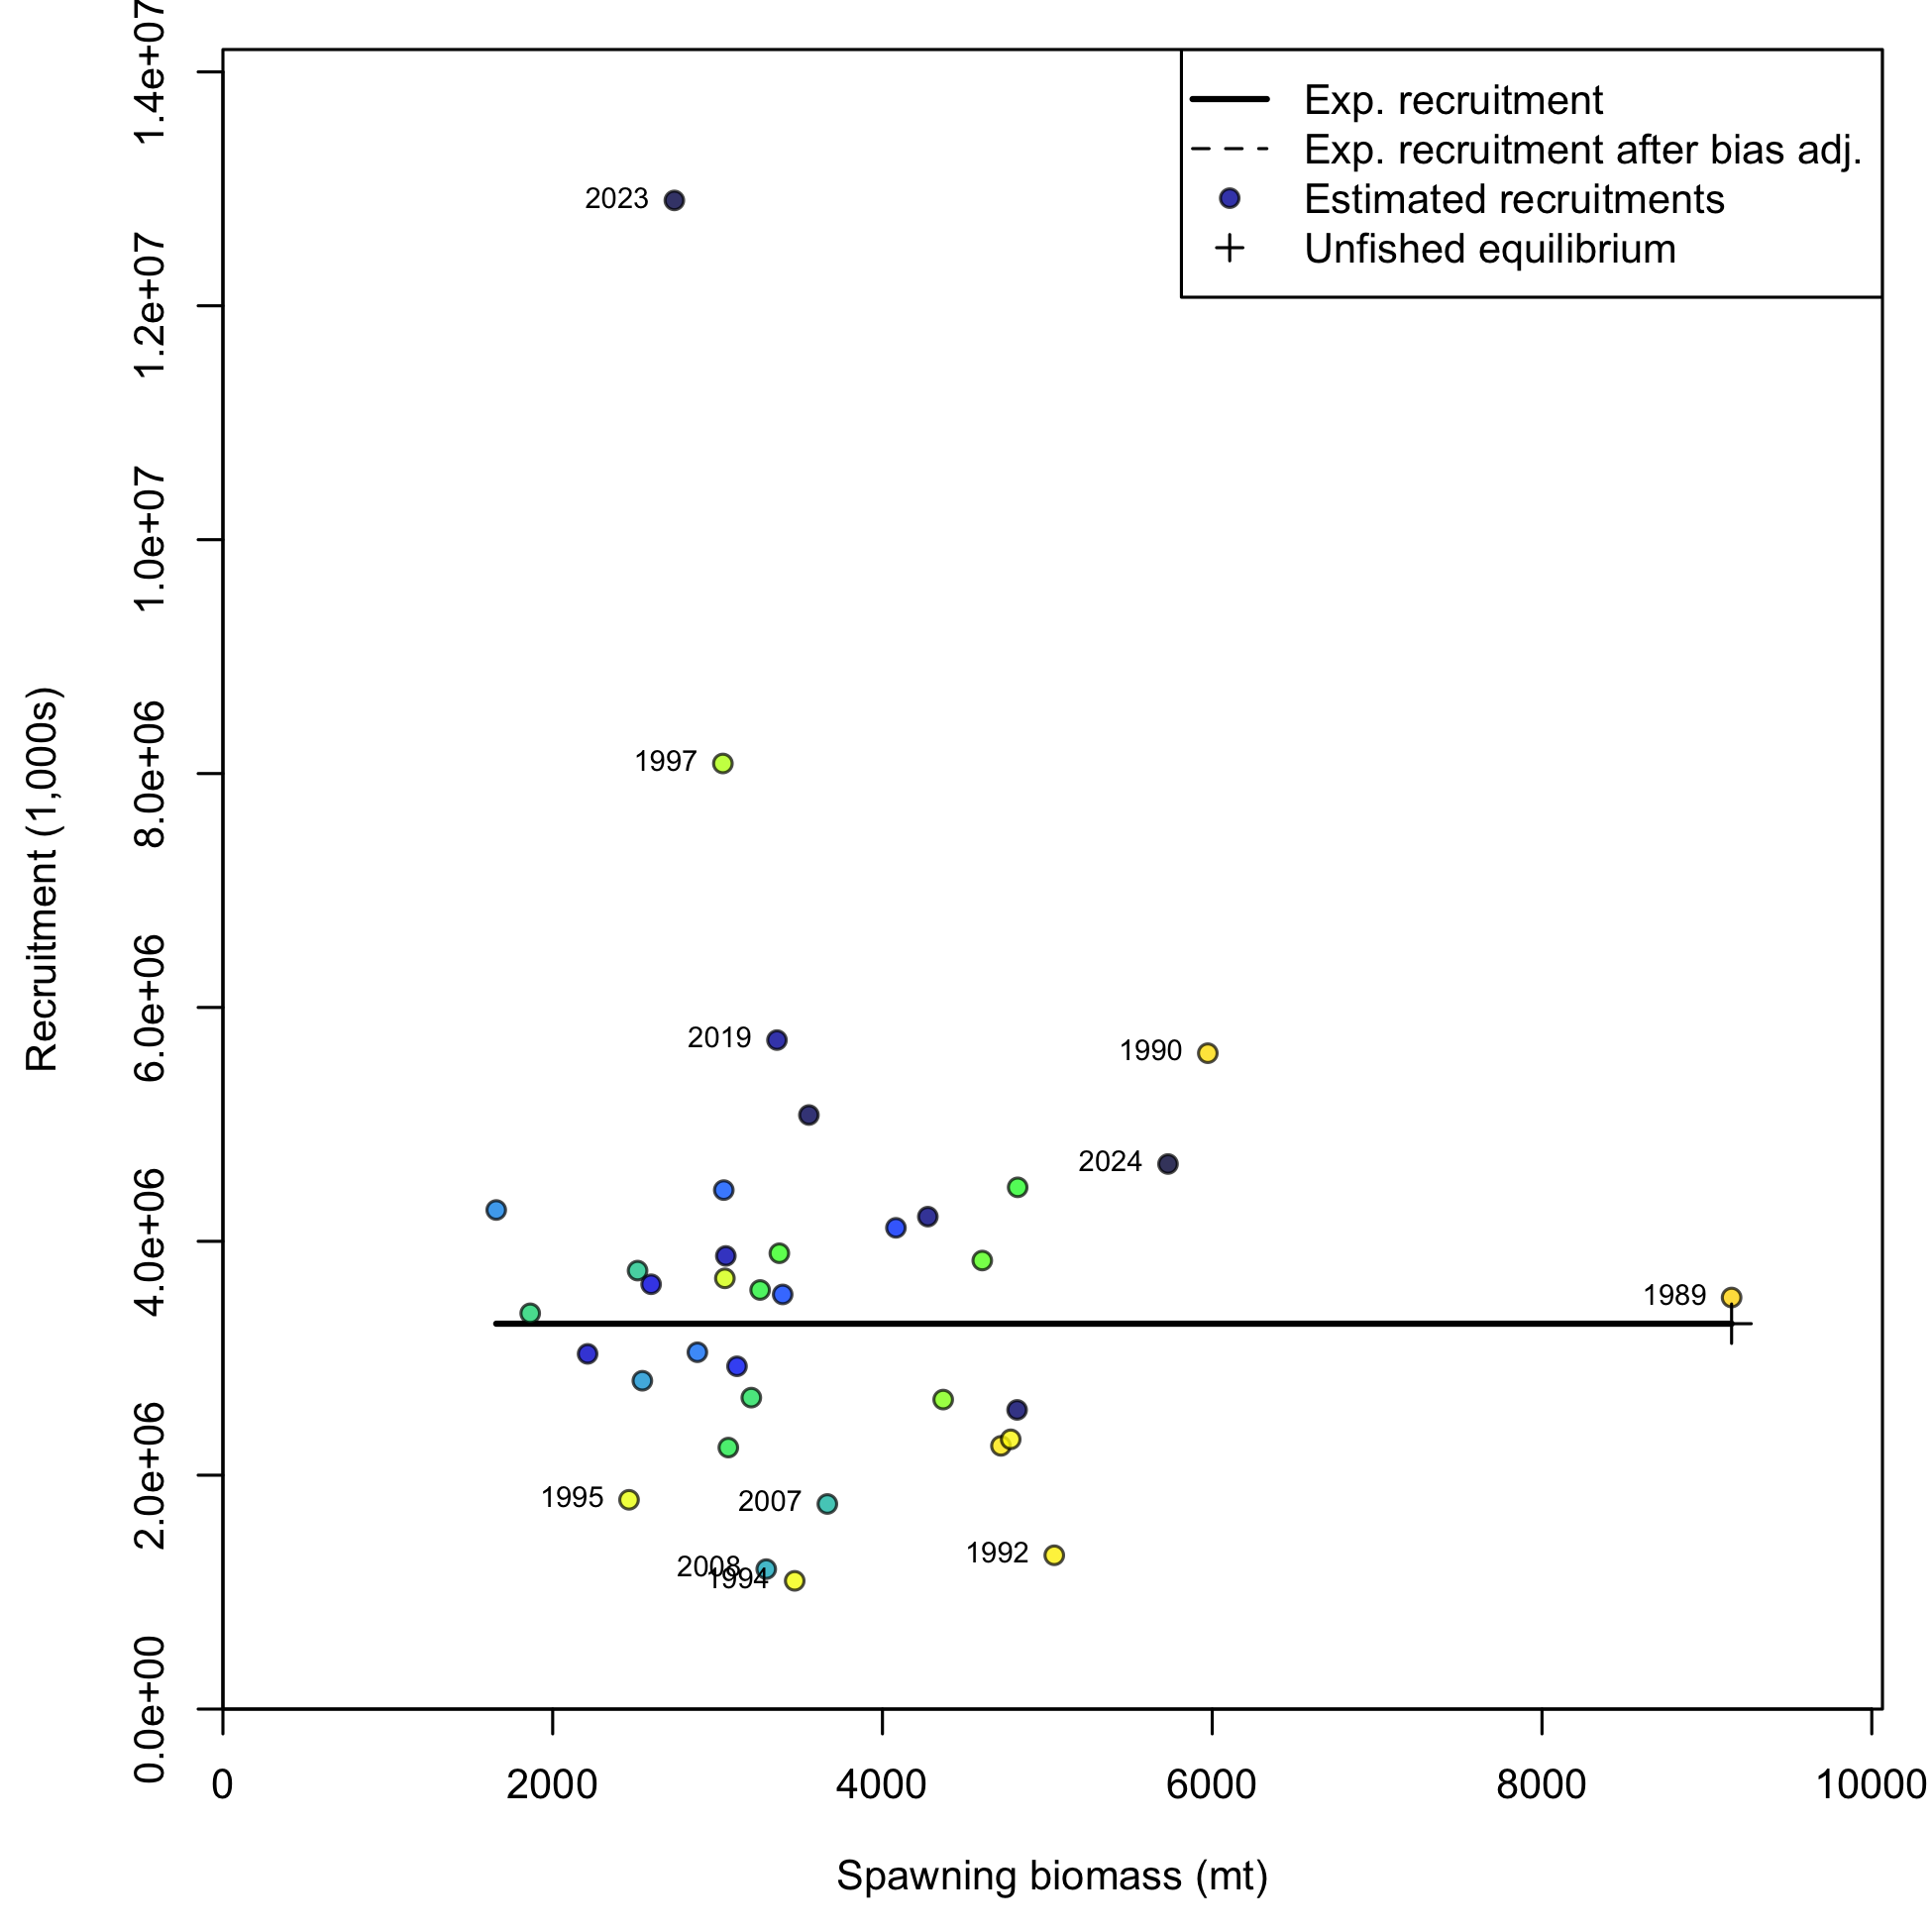 Exp. recruitment
Exp. recruitment after bias adj.
Estimated recruitments
Unfished equilibrium
1.4e+07
1.2e+07
1.0e+07
8.0e+06
6.0e+06
4.0e+06
2.0e+06
0.0e+00
Recruitment (1,000s)
2023
1997
2019
1990
2024
1989
1995
2007
1992
2008
1994
0
2000
4000
6000
8000
10000
Spawning biomass (mt)